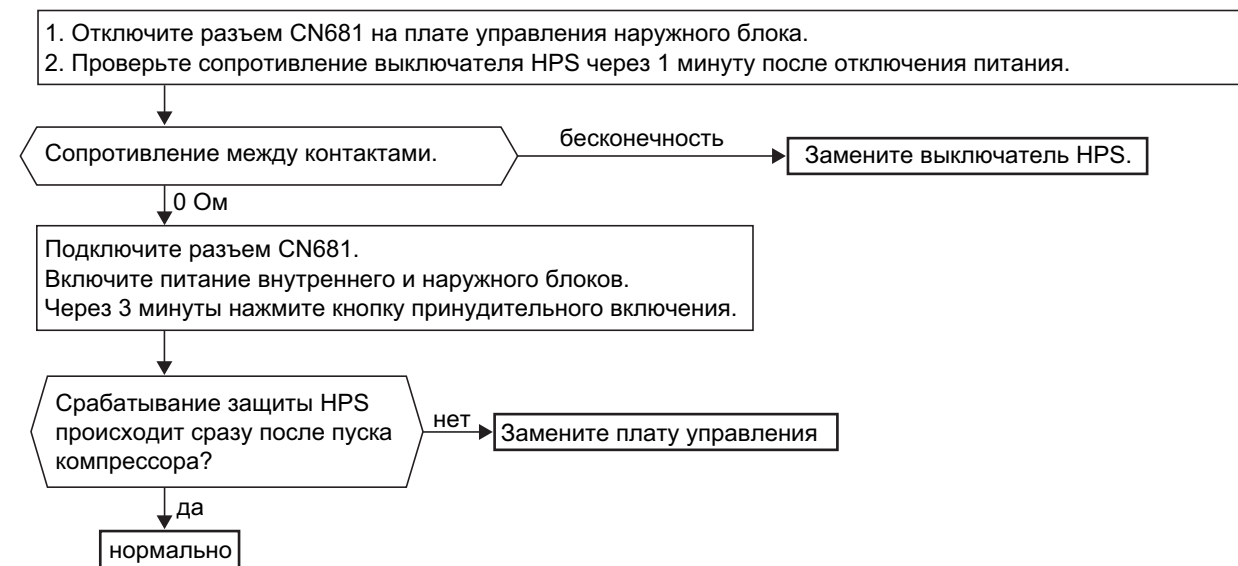 1. Отключите разъем CN681 на плате управления наружного блока.
2. Проверьте сопротивление выключателя HPS через 1 минуту после отключения питания.
Сопротивление между контактами.
бесконечность
Замените выключатель HPS.
0 Ом
Подключите разъем CN681.
Включите питание внутреннего и наружного блоков.
Через 3 минуты нажмите кнопку принудительного включения.
Срабатывание защиты HPS
происходит сразу после пуска
компрессора?
нет
Замените плату управления
да
нормально